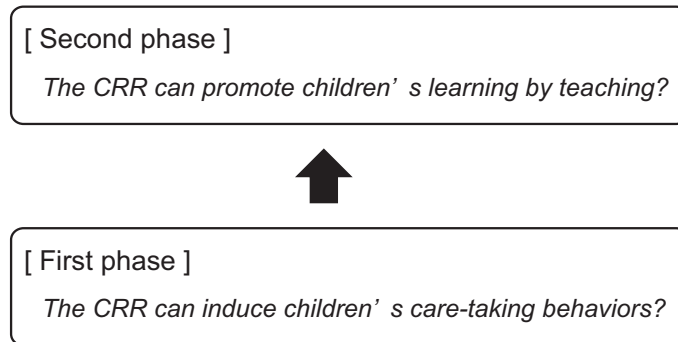 [ Second phase ]
The CRR can promote children’ s learning by teaching?
[ First phase ]
The CRR can induce children’ s care-taking behaviors?